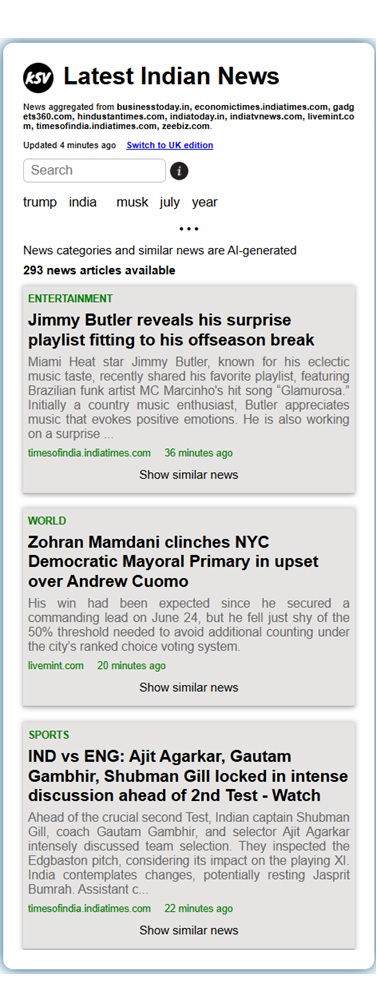 KSV Latest Indian News
News aggregated from businesstoday.in, economictimes.indiatimes.com, gadg
ets360.com, hindustantimes.com, indiatoday.in, indiatvnews.com, livemint.co
m, timesofindia.indiatimes.com, zeebiz.com.
Updated 4 minutes ago Switch to UK edition
Search i
trump india musk july year
•••
News categories and similar news are AI-generated
293 news articles available
ENTERTAINMENT
Jimmy Butler reveals his surprise
playlist fitting to his offseason break
Miami Heat star Jimmy Butler, known for his eclectic
music taste, recently shared his favorite playlist, featuring
Brazilian funk artist MC Marcinho's hit song “Glamurosa.”
Initially a country music enthusiast, Butler appreciates
music that evokes positive emotions. He is also working
on a surprise ...
timesofindia.indiatimes.com 36 minutes ago
Show similar news
WORLD
Zohran Mamdani clinches NYC
Democratic Mayoral Primary in upset
over Andrew Cuomo
His win had been expected since he secured a
commanding lead on June 24, but he fell just shy of the
50% threshold needed to avoid additional counting under
the city’s ranked choice voting system.
livemint.com 20 minutes ago
Show similar news
SPORTS
IND vs ENG: Ajit Agarkar, Gautam
Gambhir, Shubman Gill locked in intense
discussion ahead of 2nd Test - Watch
Ahead of the crucial second Test, Indian captain Shubman
Gill, coach Gautam Gambhir, and selector Ajit Agarkar
intensely discussed team selection. They inspected the
Edgbaston pitch, considering its impact on the playing XI.
India contemplates changes, potentially resting Jasprit
Bumrah. Assistant c...
timesofindia.indiatimes.com 22 minutes ago
Show similar news